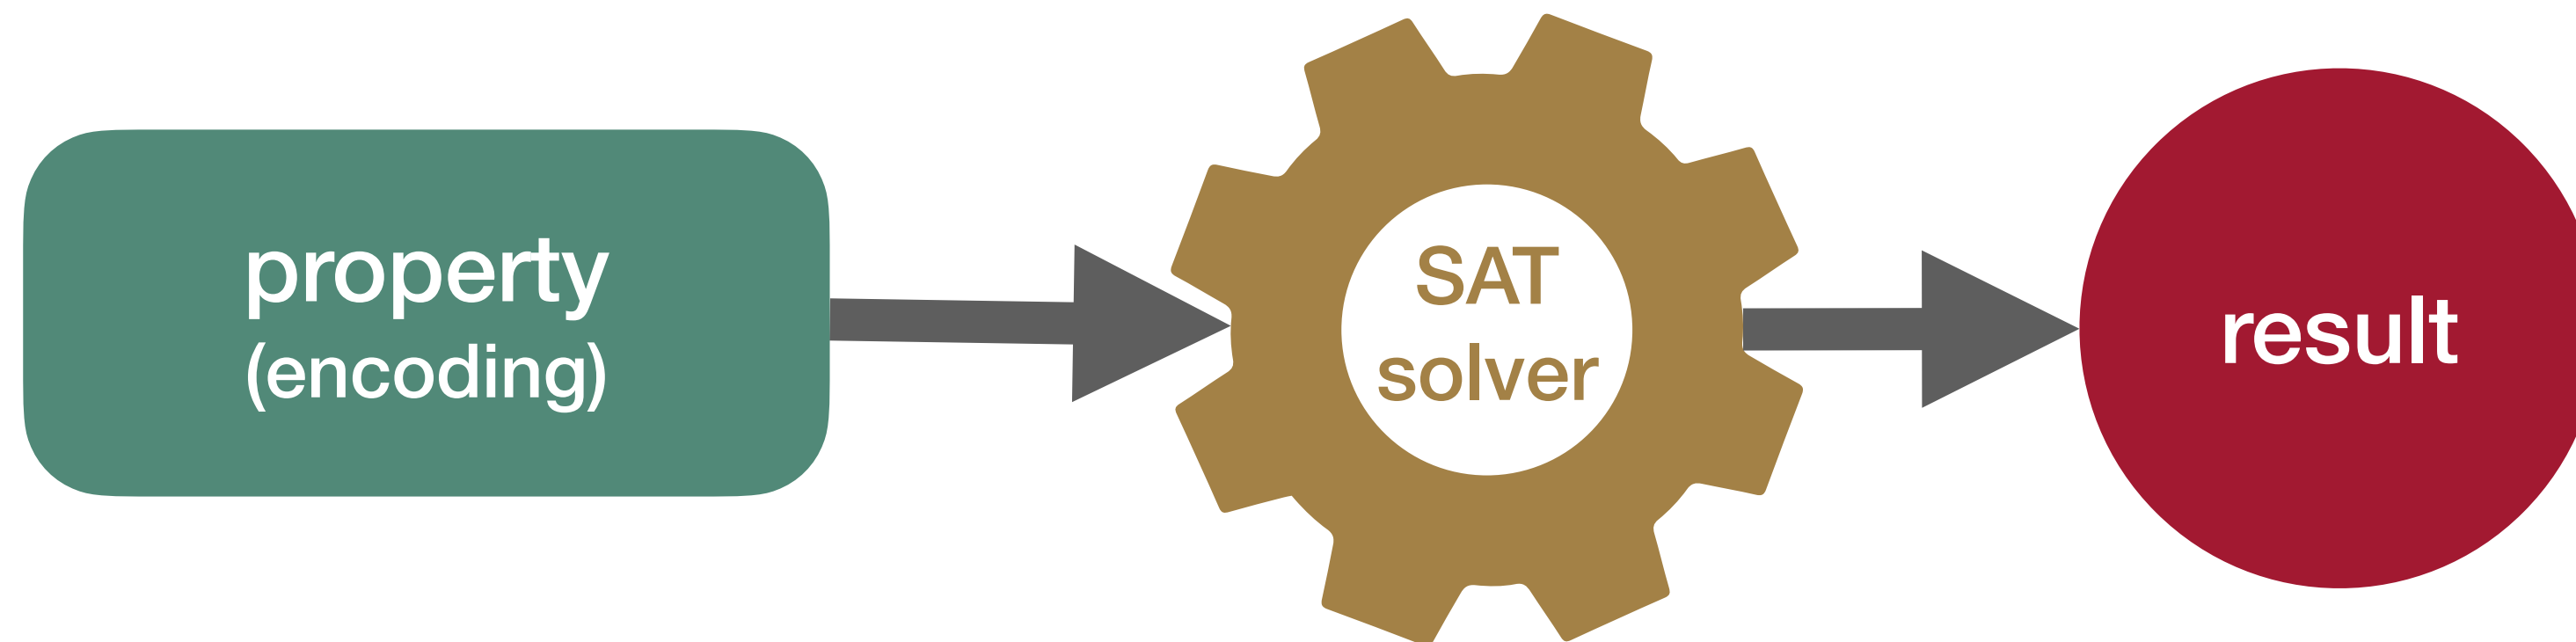 property
(encoding)
SAT
solver
result